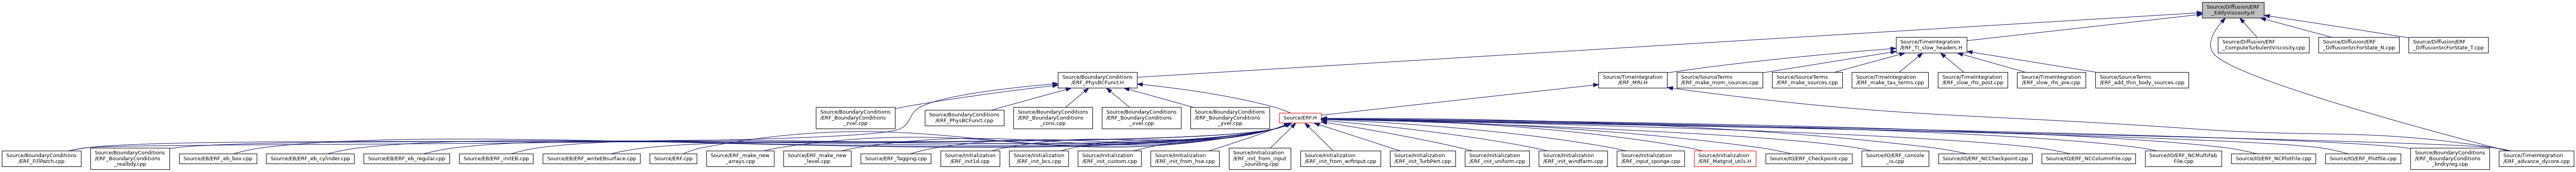 Source/Diffusion/ERF
_EddyViscosity.H
Source/TimeIntegration
/ERF_TI_slow_headers.H
Source/Diffusion/ERF
_ComputeTurbulentViscosity.cpp
Source/Diffusion/ERF
_DiffusionSrcForState_N.cpp
Source/Diffusion/ERF
_DiffusionSrcForState_T.cpp
Source/BoundaryConditions
/ERF_PhysBCFunct.H
Source/TimeIntegration
/ERF_MRI.H
Source/SourceTerms
/ERF_make_mom_sources.cpp
Source/SourceTerms
/ERF_make_sources.cpp
Source/TimeIntegration
/ERF_make_tau_terms.cpp
Source/TimeIntegration
/ERF_slow_rhs_post.cpp
Source/TimeIntegration
/ERF_slow_rhs_pre.cpp
Source/SourceTerms
/ERF_add_thin_body_sources.cpp
Source/BoundaryConditions
/ERF_BoundaryConditions
_zvel.cpp
Source/BoundaryConditions
/ERF_PhysBCFunct.cpp
Source/BoundaryConditions
/ERF_BoundaryConditions
_cons.cpp
Source/BoundaryConditions
/ERF_BoundaryConditions
_xvel.cpp
Source/BoundaryConditions
/ERF_BoundaryConditions
_yvel.cpp
Source/ERF.H
Source/BoundaryConditions
/ERF_FillPatch.cpp
Source/BoundaryConditions
/ERF_BoundaryConditions
_realbdy.cpp
Source/EB/ERF_eb_box.cpp
Source/EB/ERF_eb_cylinder.cpp
Source/EB/ERF_eb_regular.cpp
Source/EB/ERF_initEB.cpp
Source/EB/ERF_writeEBsurface.cpp
Source/ERF.cpp
Source/ERF_make_new
_arrays.cpp
Source/ERF_make_new
_level.cpp
Source/ERF_Tagging.cpp
Source/Initialization
/ERF_init1d.cpp
Source/Initialization
/ERF_init_bcs.cpp
Source/Initialization
/ERF_init_custom.cpp
Source/Initialization
/ERF_init_from_hse.cpp
Source/Initialization
/ERF_init_from_input
_sounding.cpp
Source/Initialization
/ERF_init_from_wrfinput.cpp
Source/Initialization
/ERF_init_TurbPert.cpp
Source/Initialization
/ERF_init_uniform.cpp
Source/Initialization
/ERF_init_windfarm.cpp
Source/Initialization
/ERF_input_sponge.cpp
Source/Initialization
/ERF_Metgrid_utils.H
Source/IO/ERF_Checkpoint.cpp
Source/IO/ERF_console
_io.cpp
Source/IO/ERF_NCCheckpoint.cpp
Source/IO/ERF_NCColumnFile.cpp
Source/IO/ERF_NCMultiFab
File.cpp
Source/IO/ERF_NCPlotFile.cpp
Source/IO/ERF_Plotfile.cpp
Source/BoundaryConditions
/ERF_BoundaryConditions
_bndryreg.cpp
Source/TimeIntegration
/ERF_advance_dycore.cpp